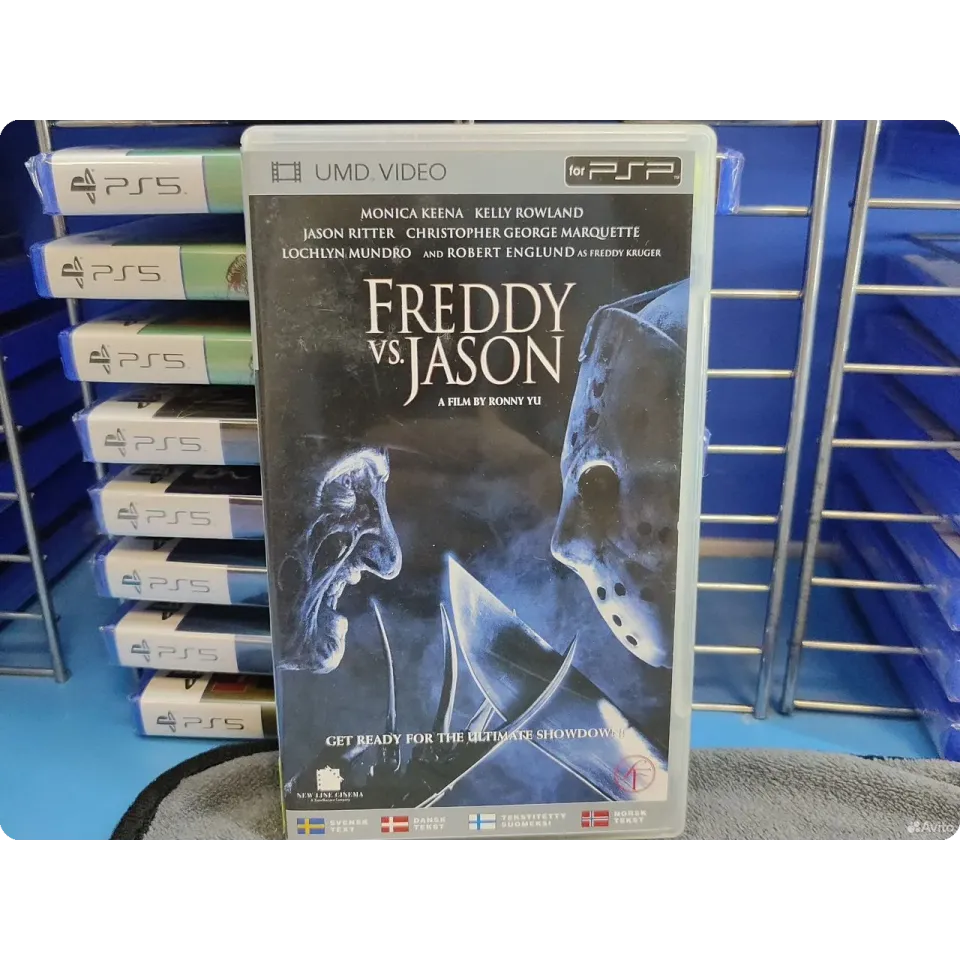 UMD VIDEO
for PSP
MONICA KEENA KELLY ROWLAND
JASON RITTER CHRISTOPHER GEORGE MARQUETTE
LOCHLYN MUNDRO AND ROBERT ENGLUND AS FREDDY KRUGER
FREDDY
VS. JASON
A FILM BY RONNY YU
GET READY FOR THE ULTIMATE SHOWDOWN!
NEW LINE CINEMA
SVENSK
TEXT
DANSK
TEKST
TEKSTITETTY
SUOMEKSI
NORSK
TEKST
PS5
PS5
PS5
PS5
PS5
PS5
PS5
PS5
Avito